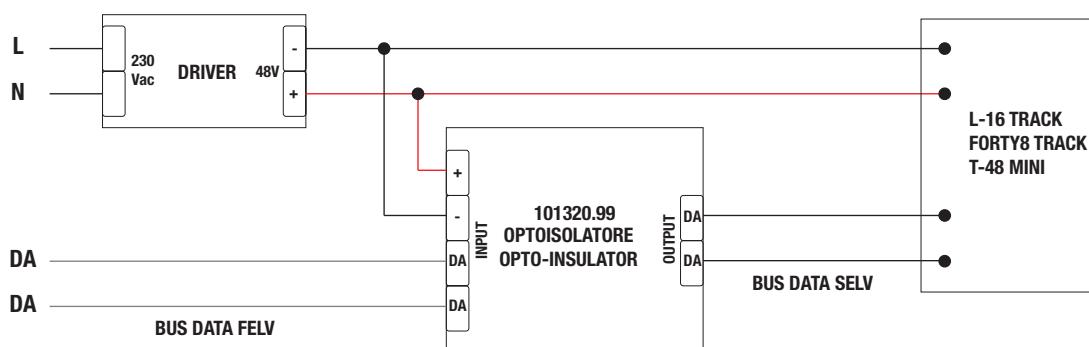 L
N
230
Vac
DRIVER
48V
-
+
L-16 TRACK
FORTY8 TRACK
T-48 MINI
+
-
DA
DA
INPUT
101320.99
OPTOISOLATORE
OPTO-INSULATOR
OUTPUT
DA
DA
DA
DA
BUS DATA FELV
BUS DATA SELV